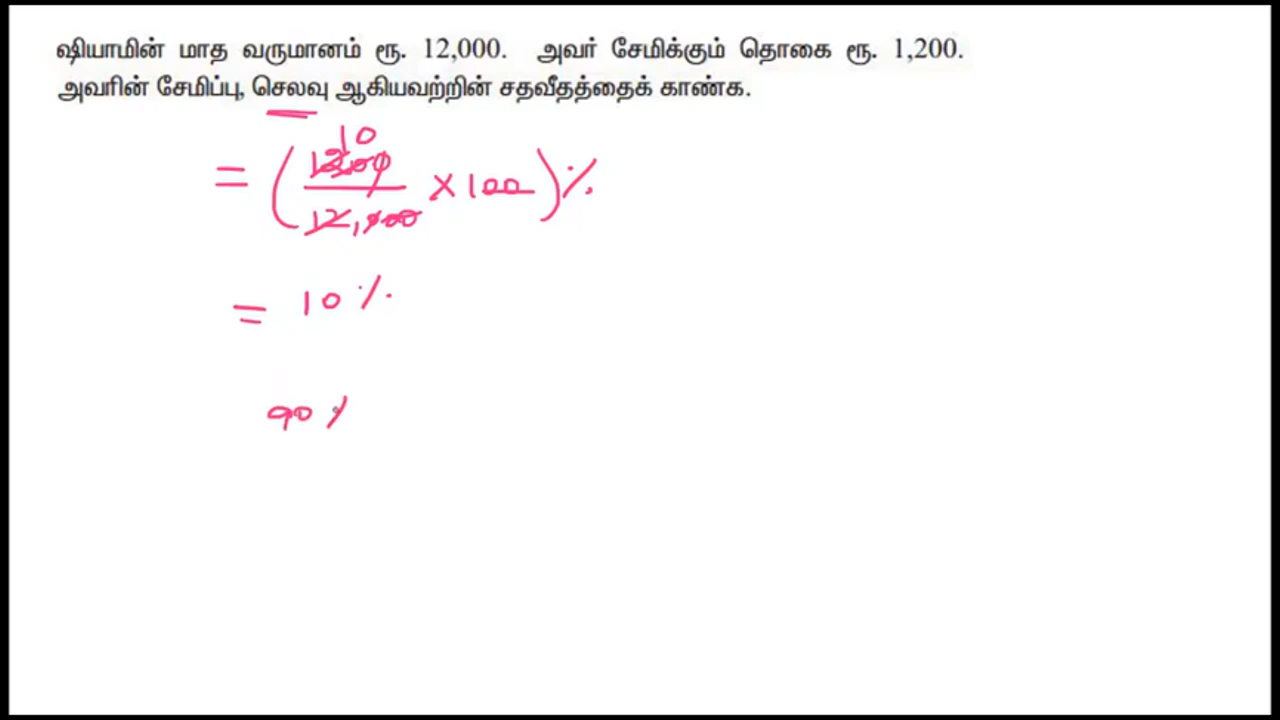 ஷியாமின் மாத வருமானம் ரூ. 12,000. அவர் சேமிக்கும் தொகை ரூ. 1,200.
அவரின் சேமிப்பு, செலவு ஆகியவற்றின் சதவீதத்தைக் காண்க.
10
= (1200/12,000 × 100) %
= 10 %
90 %